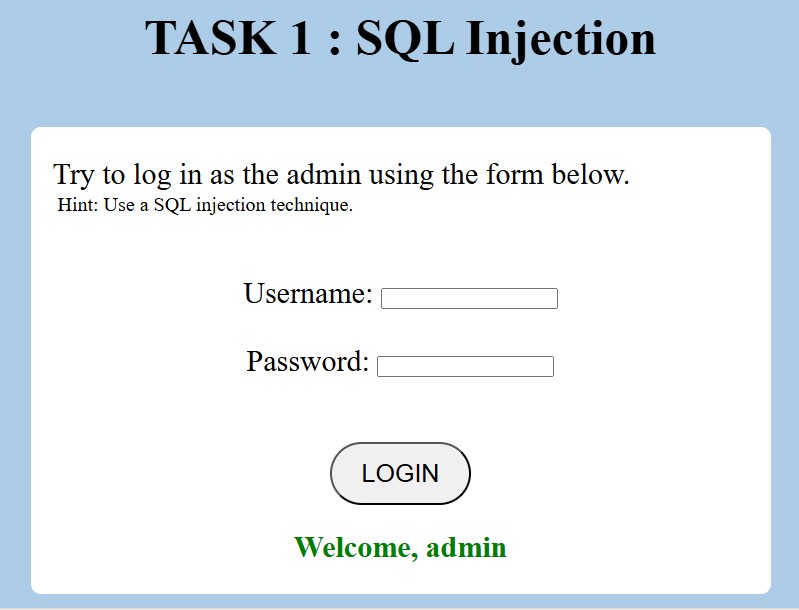 TASK 1 : SQL Injection
Try to log in as the admin using the form below.
Hint: Use a SQL injection technique.
Username:
Password:
LOGIN
Welcome, admin